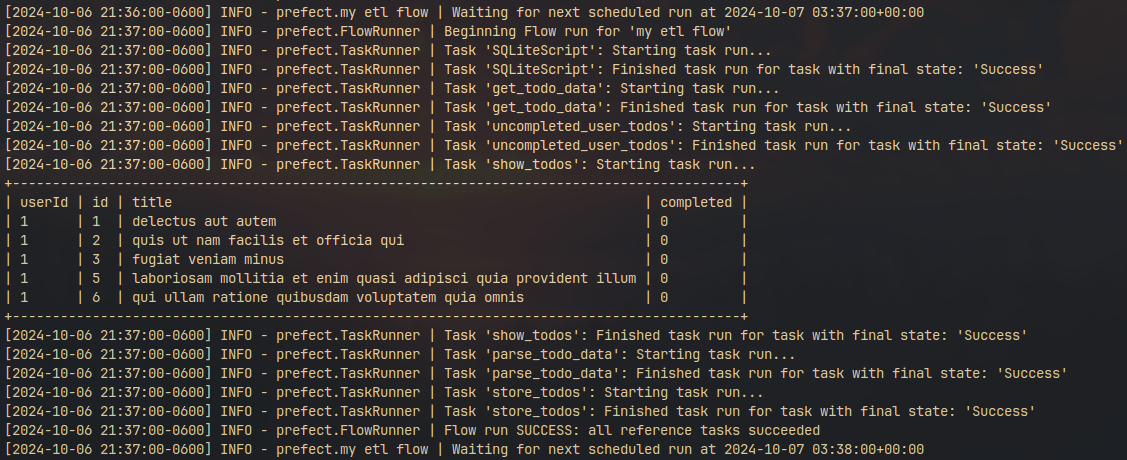 [2024-10-06 21:36:00-0600] INFO - prefect.my etl flow | Waiting for next scheduled run at 2024-10-07 03:37:00+00:00
[2024-10-06 21:37:00-0600] INFO - prefect.FlowRunner | Beginning Flow run for 'my etl flow'
[2024-10-06 21:37:00-0600] INFO - prefect.TaskRunner | Task 'SQLiteScript': Starting task run...
[2024-10-06 21:37:00-0600] INFO - prefect.TaskRunner | Task 'SQLiteScript': Finished task run for task with final state: 'Success'
[2024-10-06 21:37:00-0600] INFO - prefect.TaskRunner | Task 'get_todo_data': Starting task run...
[2024-10-06 21:37:00-0600] INFO - prefect.TaskRunner | Task 'get_todo_data': Finished task run for task with final state: 'Success'
[2024-10-06 21:37:00-0600] INFO - prefect.TaskRunner | Task 'uncompleted_user_todos': Starting task run...
[2024-10-06 21:37:00-0600] INFO - prefect.TaskRunner | Task 'uncompleted_user_todos': Finished task run for task with final state: 'Success'
[2024-10-06 21:37:00-0600] INFO - prefect.TaskRunner | Task 'show_todos': Starting task run...
+-------------------------------------------------------------------------------------------+
| userId | id | title                                                           | completed |
| 1      | 1  | delectus aut autem                                              | 0         |
| 1      | 2  | quis ut nam facilis et officia qui                              | 0         |
| 1      | 3  | fugiat veniam minus                                             | 0         |
| 1      | 5  | laboriosam mollitia et enim quasi adipisci quia provident illum | 0         |
| 1      | 6  | qui ullam ratione quibusdam voluptatem quia omnis               | 0         |
+-------------------------------------------------------------------------------------------+
[2024-10-06 21:37:00-0600] INFO - prefect.TaskRunner | Task 'show_todos': Finished task run for task with final state: 'Success'
[2024-10-06 21:37:00-0600] INFO - prefect.TaskRunner | Task 'parse_todo_data': Starting task run...
[2024-10-06 21:37:00-0600] INFO - prefect.TaskRunner | Task 'parse_todo_data': Finished task run for task with final state: 'Success'
[2024-10-06 21:37:00-0600] INFO - prefect.TaskRunner | Task 'store_todos': Starting task run...
[2024-10-06 21:37:00-0600] INFO - prefect.TaskRunner | Task 'store_todos': Finished task run for task with final state: 'Success'
[2024-10-06 21:37:00-0600] INFO - prefect.FlowRunner | Flow run SUCCESS: all reference tasks succeeded
[2024-10-06 21:37:00-0600] INFO - prefect.my etl flow | Waiting for next scheduled run at 2024-10-07 03:38:00+00:00